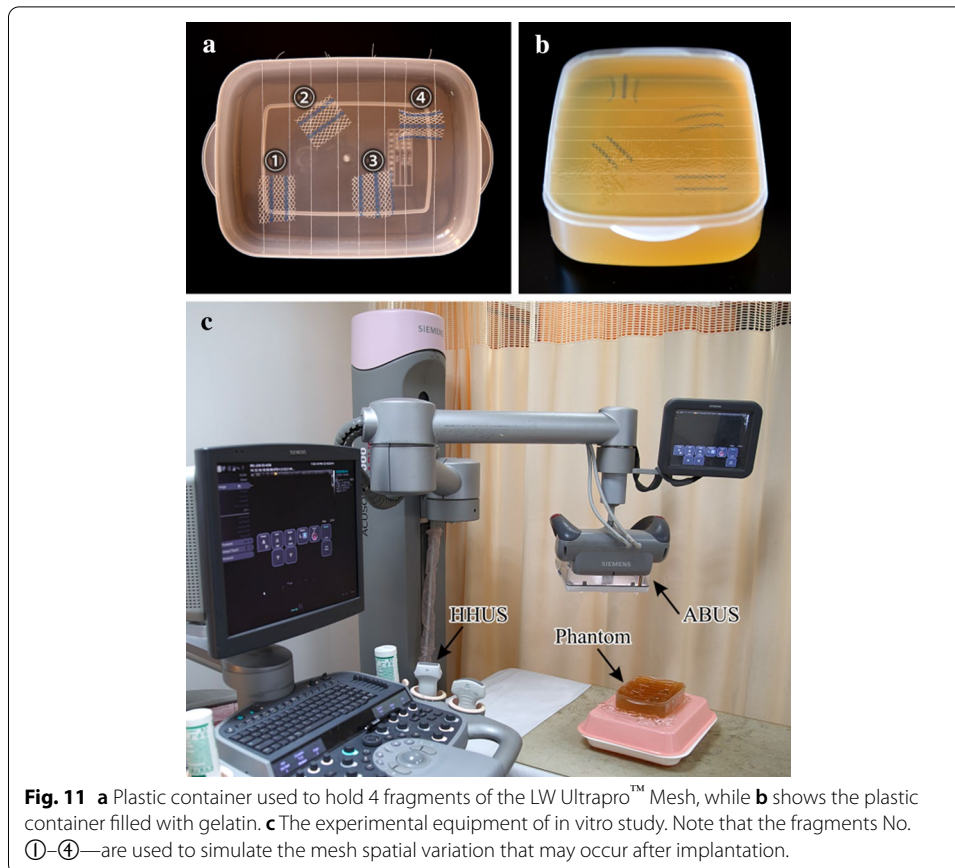 a
b
②
④
①
③
c
SIEMENS
SIEMENS
HHUS
ABUS
Phantom
Fig. 11 a Plastic container used to hold 4 fragments of the LW Ultrapro™ Mesh, while b shows the plastic
container filled with gelatin. c The experimental equipment of in vitro study. Note that the fragments No.
①–④—are used to simulate the mesh spatial variation that may occur after implantation.